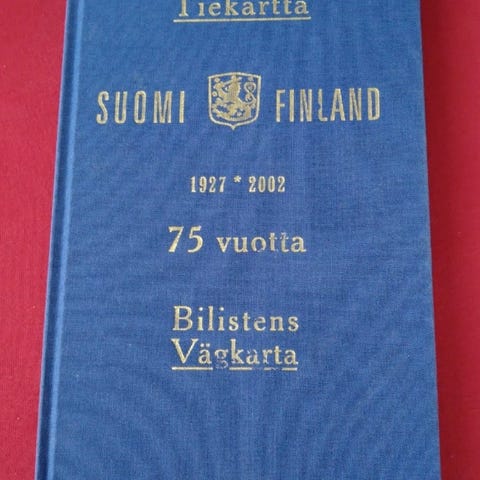 Tiekartta
SUOMI FINLAND
1927 * 2002
75 vuotta
Bilistens
Vägkarta